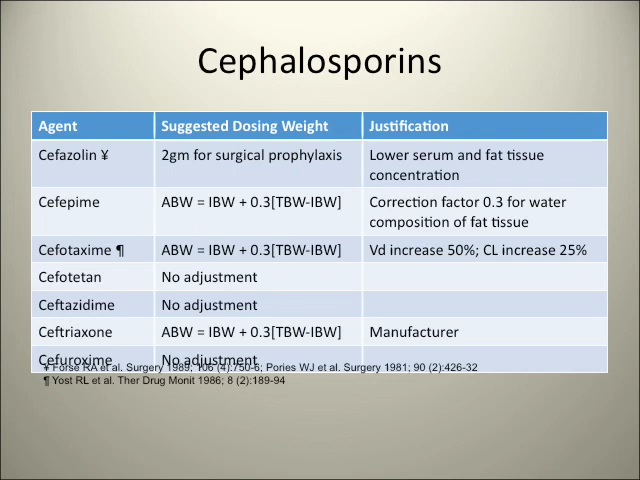 Cephalosporins
Agent Suggested Dosing Weight Justification
Cefazolin ¥ 2gm for surgical prophylaxis Lower serum and fat tissue
concentration
Cefepime ABW = IBW + 0.3[TBW-IBW] Correction factor 0.3 for water
composition of fat tissue
Cefotaxime ¶ ABW = IBW + 0.3[TBW-IBW] Vd increase 50%; CL increase 25%
Cefotetan No adjustment
Ceftazidime No adjustment
Ceftriaxone ABW = IBW + 0.3[TBW-IBW] Manufacturer
Cefuroxime No adjustment
¥ Forse RA et al. Surgery 1989; 106 (4):750-6; Pories WJ et al. Surgery 1981; 90 (2):426-32
¶ Yost RL et al. Ther Drug Monit 1986; 8 (2):189-94